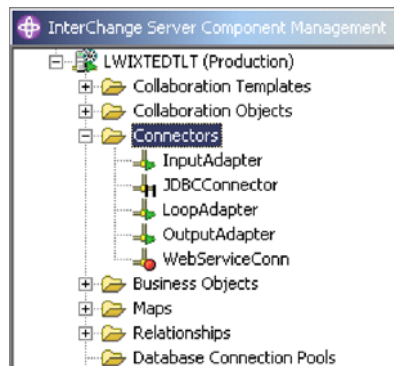 InterChange Server Component Management
LWIXTEDTLT (Production)
Collaboration Templates
Collaboration Objects
Connectors
InputAdapter
JDBCConnector
LoopAdapter
OutputAdapter
WebServiceConn
Business Objects
Maps
Relationships
Database Connection Pools